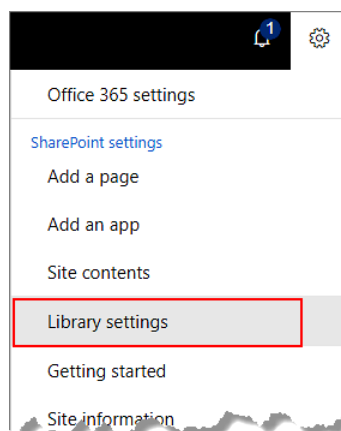 1
Office 365 settings
SharePoint settings
Add a page
Add an app
Site contents
Library settings
Getting started
Site information